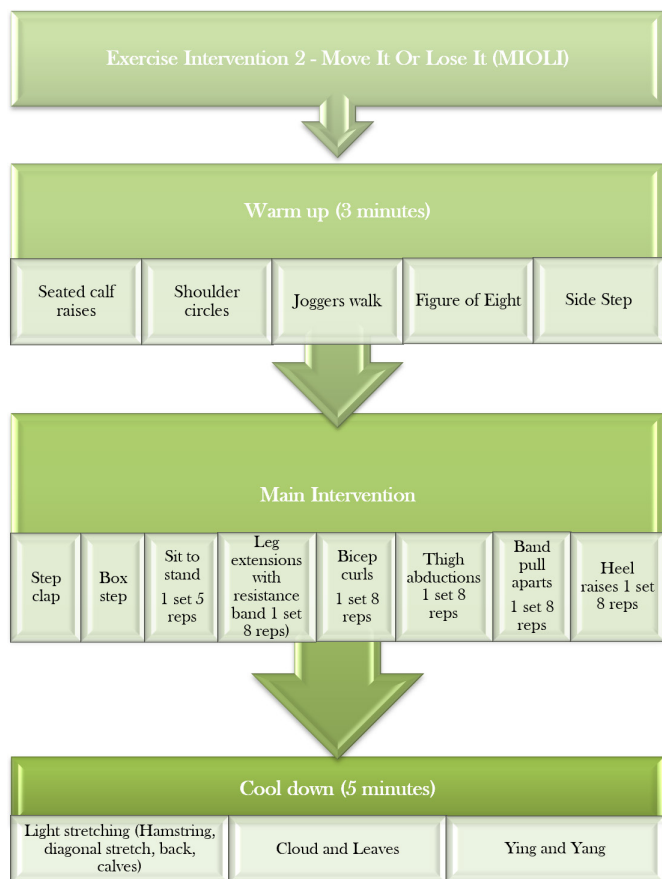 Exercise Intervention 2 - Move It Or Lose It (MIOLI)
Warm up (3 minutes)
Seated calf
raises
Shoulder
circles
Joggers walk
Figure of Eight
Side Step
Main Intervention
Step
clap
Box
step
Sit to
stand
1 set 5
reps
Leg
extensions
with
resistance
band 1 set
8 reps)
Bicep
curls
1 set 8
reps
Thigh
abductions
1 set 8
reps
Band
pull
aparts
1 set 8
reps
Heel
raises 1 set
8 reps
Cool down (5 minutes)
Light stretching (Hamstring,
diagonal stretch, back,
calves)
Cloud and Leaves
Ying and Yang